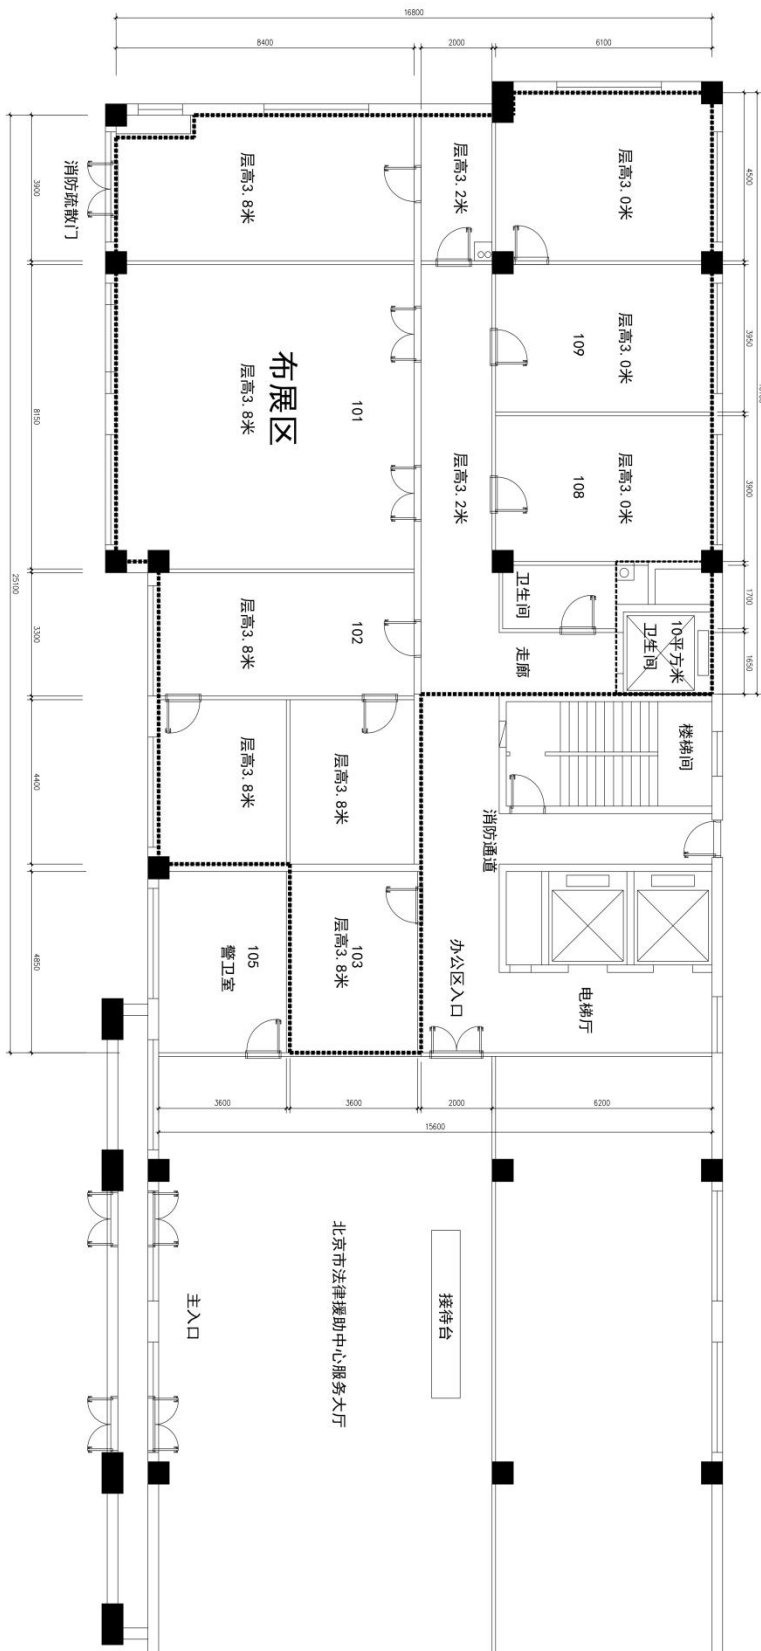 16800
8400
2000
6100
消防疏散门
3900
层高3.8米
层高3.2米
层高3.0米
4500
布展区
层高3.8米
101
109
层高3.0米
3950
8150
层高3.2米
108
层高3.0米
3900
25100
卫生间
10平方米
卫生间
1700
3300
层高3.8米
102
走廊
1650
4400
层高3.8米
层高3.8米
楼梯间
消防通道
4850
105
警卫室
103
层高3.8米
办公区入口
电梯厅
3600
3600
2000
6200
15600
主入口
北京市法律援助中心服务大厅
接待台